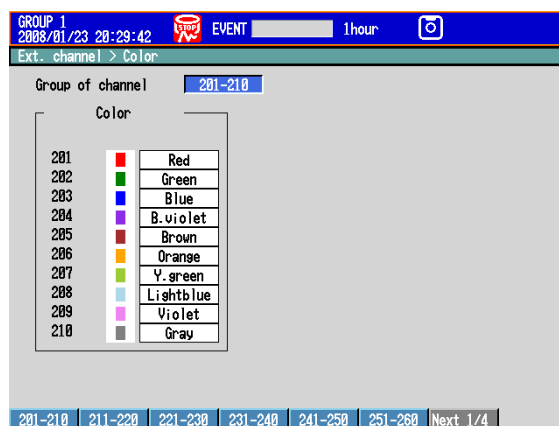 GROUP 1
2008/01/23 20:29:42 STOP EVENT 1hour
Ext. channel > Color
Group of channel 201-210
Color
201 Red
202 Green
203 Blue
204 B.violet
205 Brown
206 Orange
207 Y.green
208 Lightblue
209 Violet
210 Gray
201-210 211-220 221-230 231-240 241-250 251-260 Next 1/4